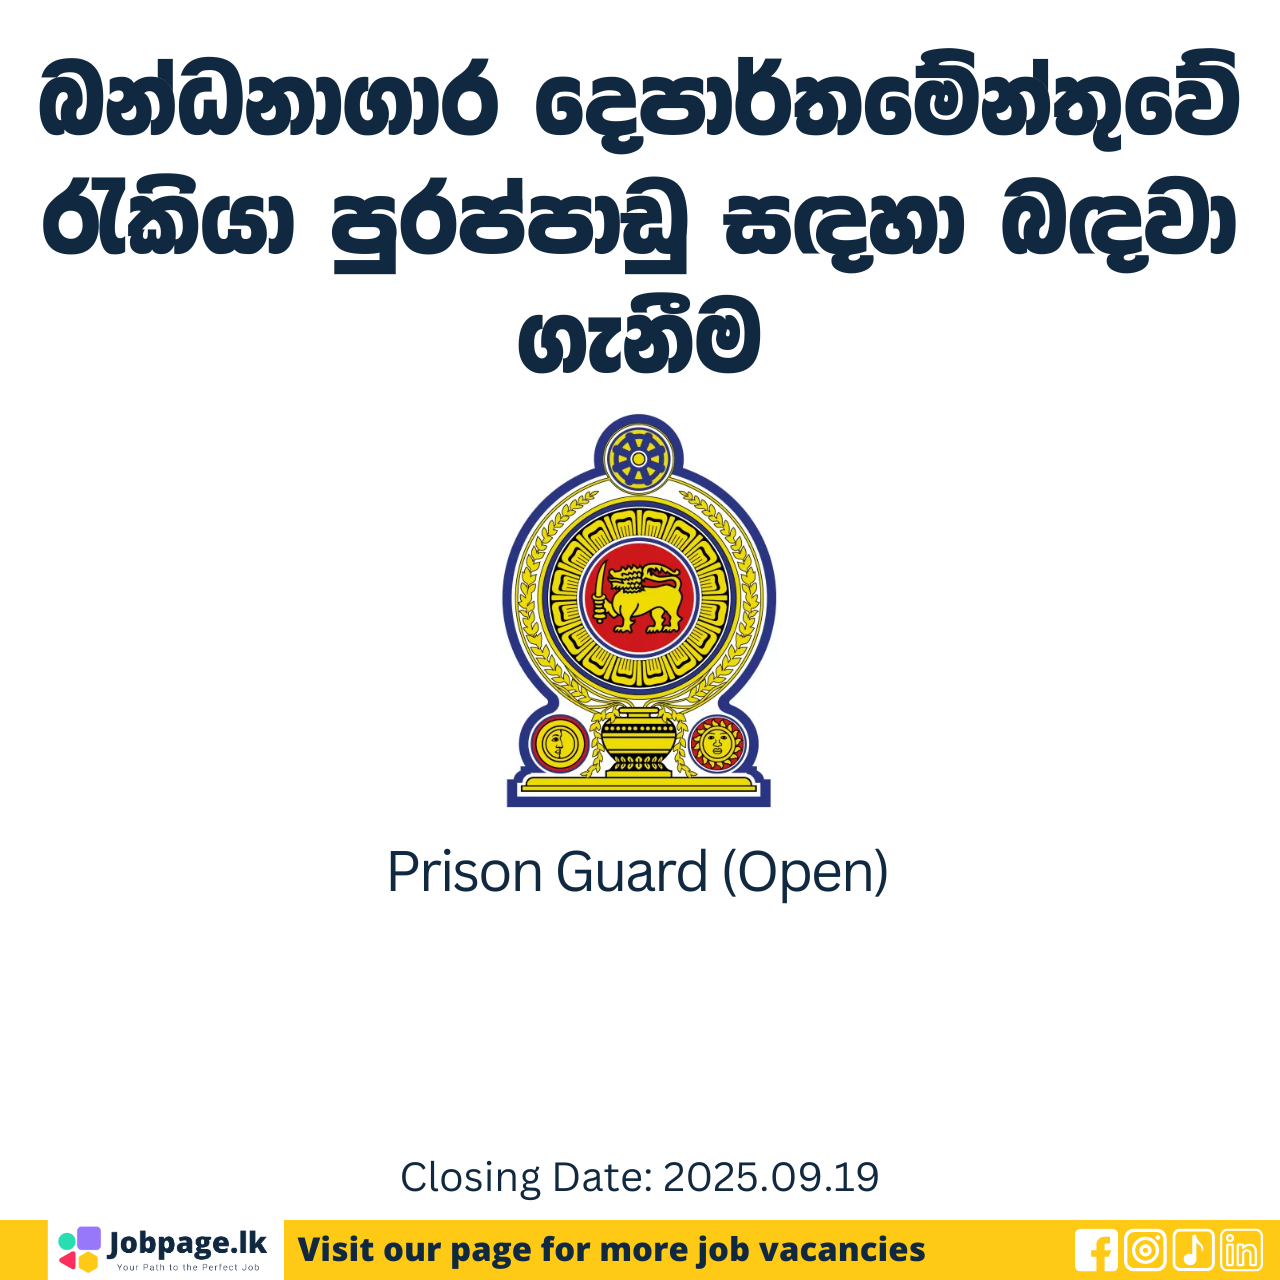 බන්ධනාගාර දෙපාර්තමේන්තුවේ
රැකියා පුරප්පාඩු සඳහා බඳවා
ගැනීම
Prison Guard (Open)
Closing Date: 2025.09.19
Jobpage.lk
Your Path to the Perfect Job
Visit our page for more job vacancies